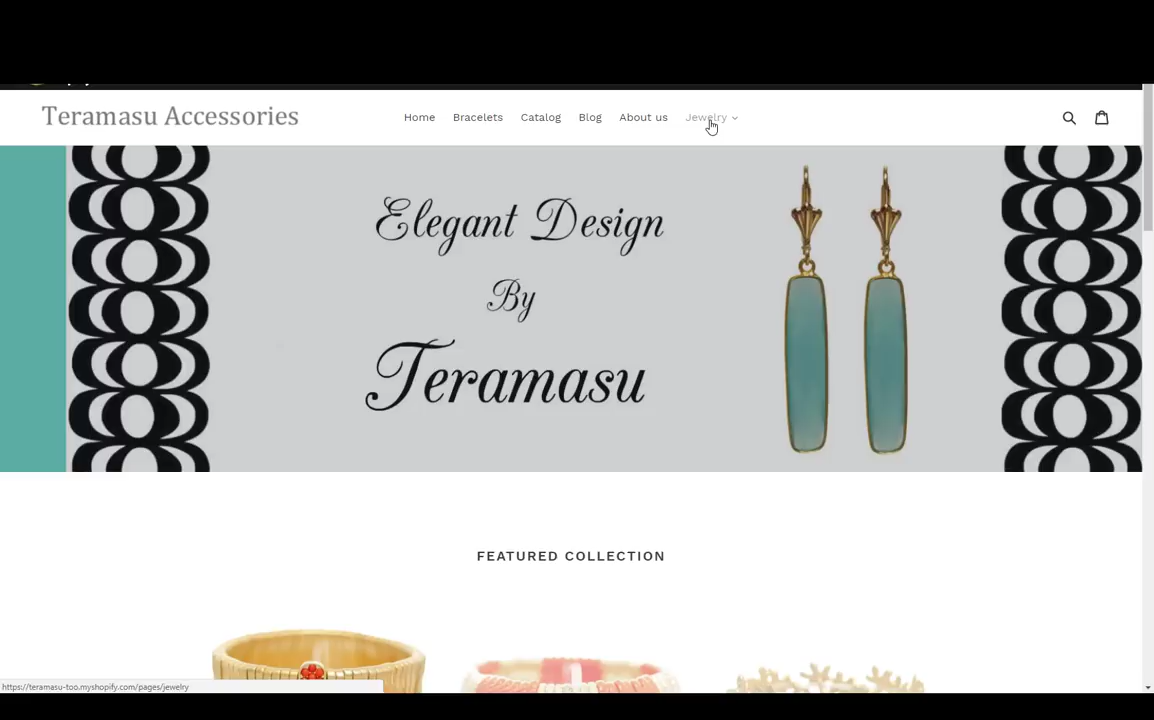 Teramasu Accessories
Home Bracelets Catalog Blog About us Jewelry
Elegant Design
By
Teramasu
FEATURED COLLECTION
https://teramasu-too.myshopify.com/pages/jewelry